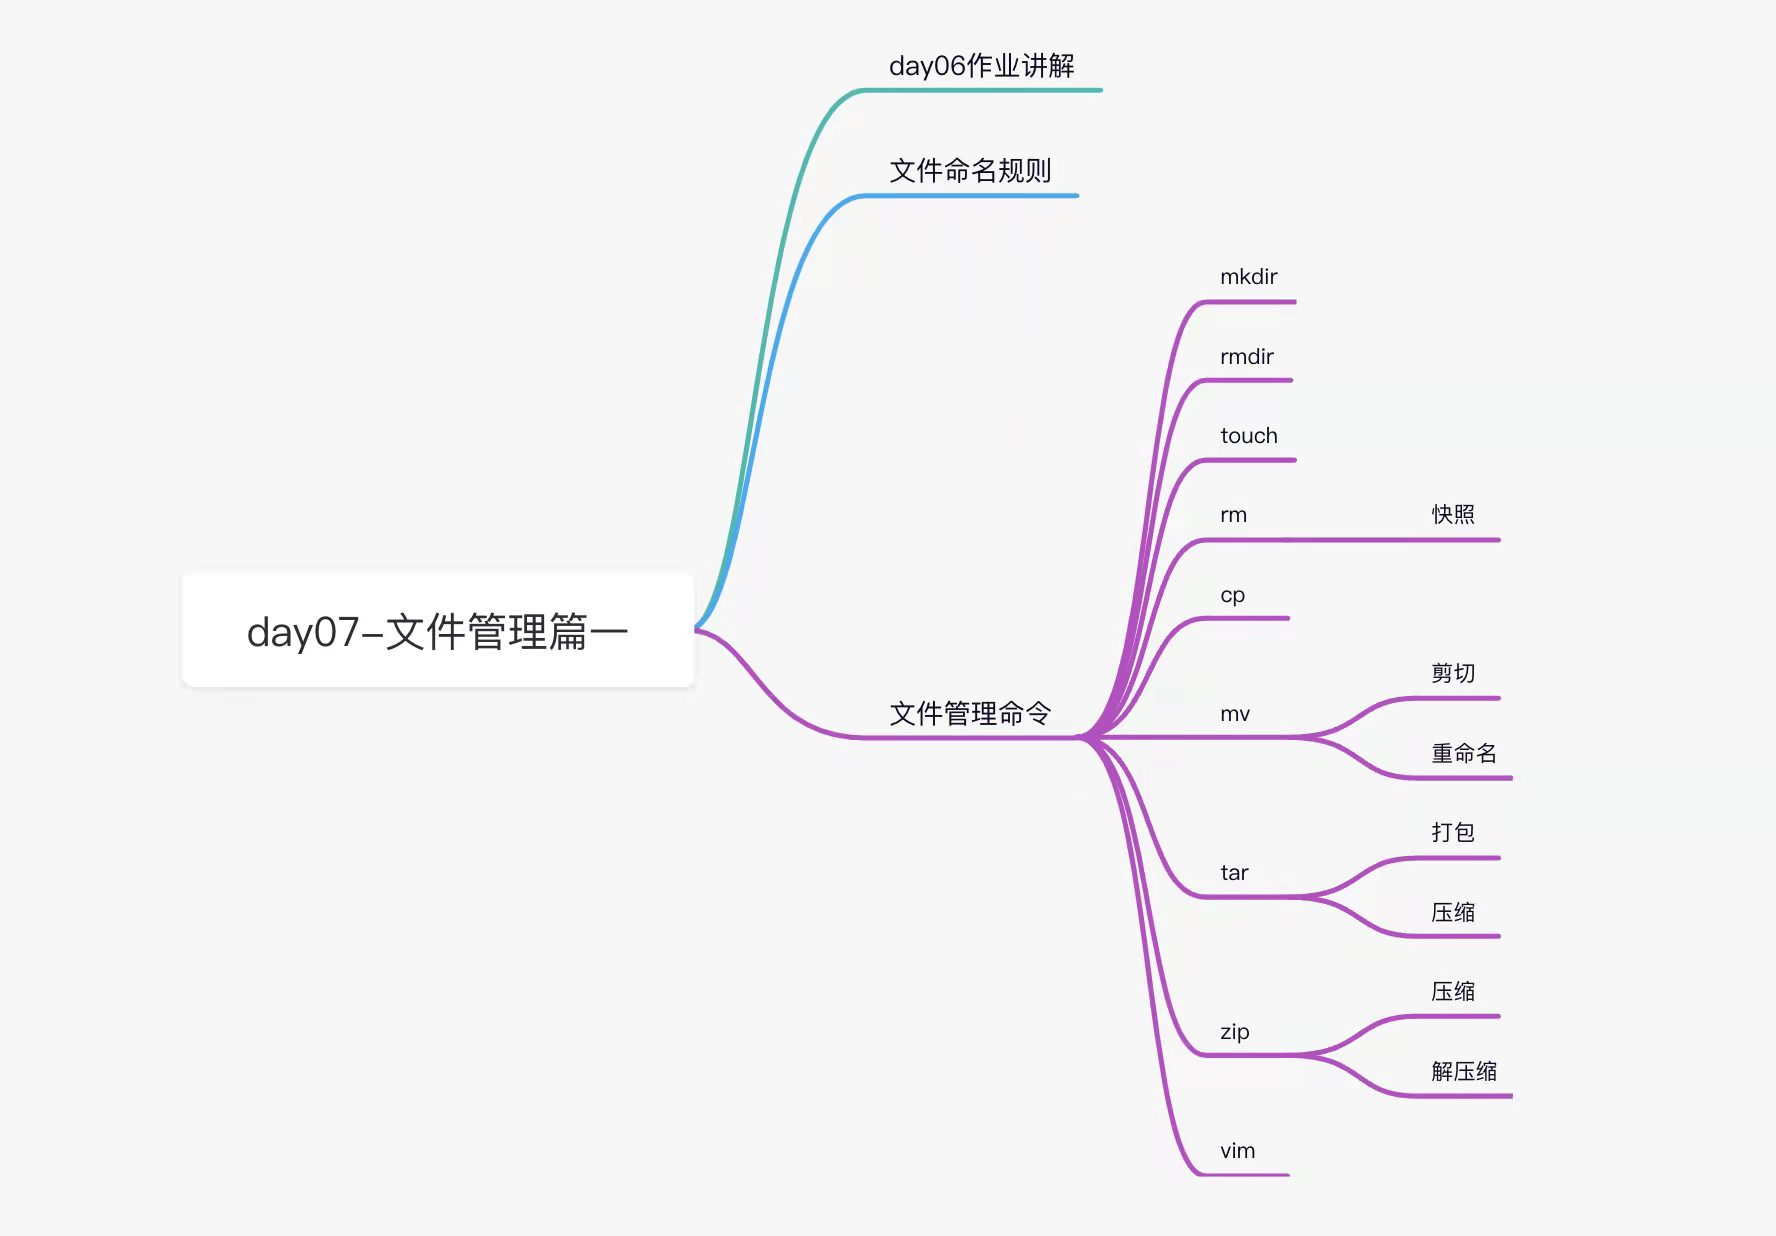 day06作业讲解
文件命名规则
mkdir
rmdir
touch
rm
快照
cp
day07-文件管理篇一
文件管理命令
mv
剪切
重命名
tar
打包
压缩
zip
压缩
解压缩
vim